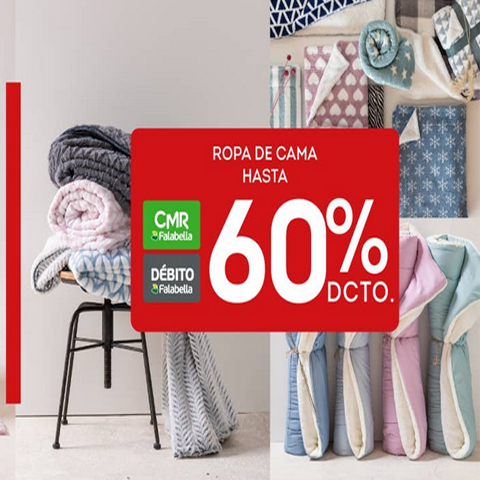 ROPA DE CAMA
HASTA
CMR
Falabella
DÉBITO
Falabella
60%
DCTO.